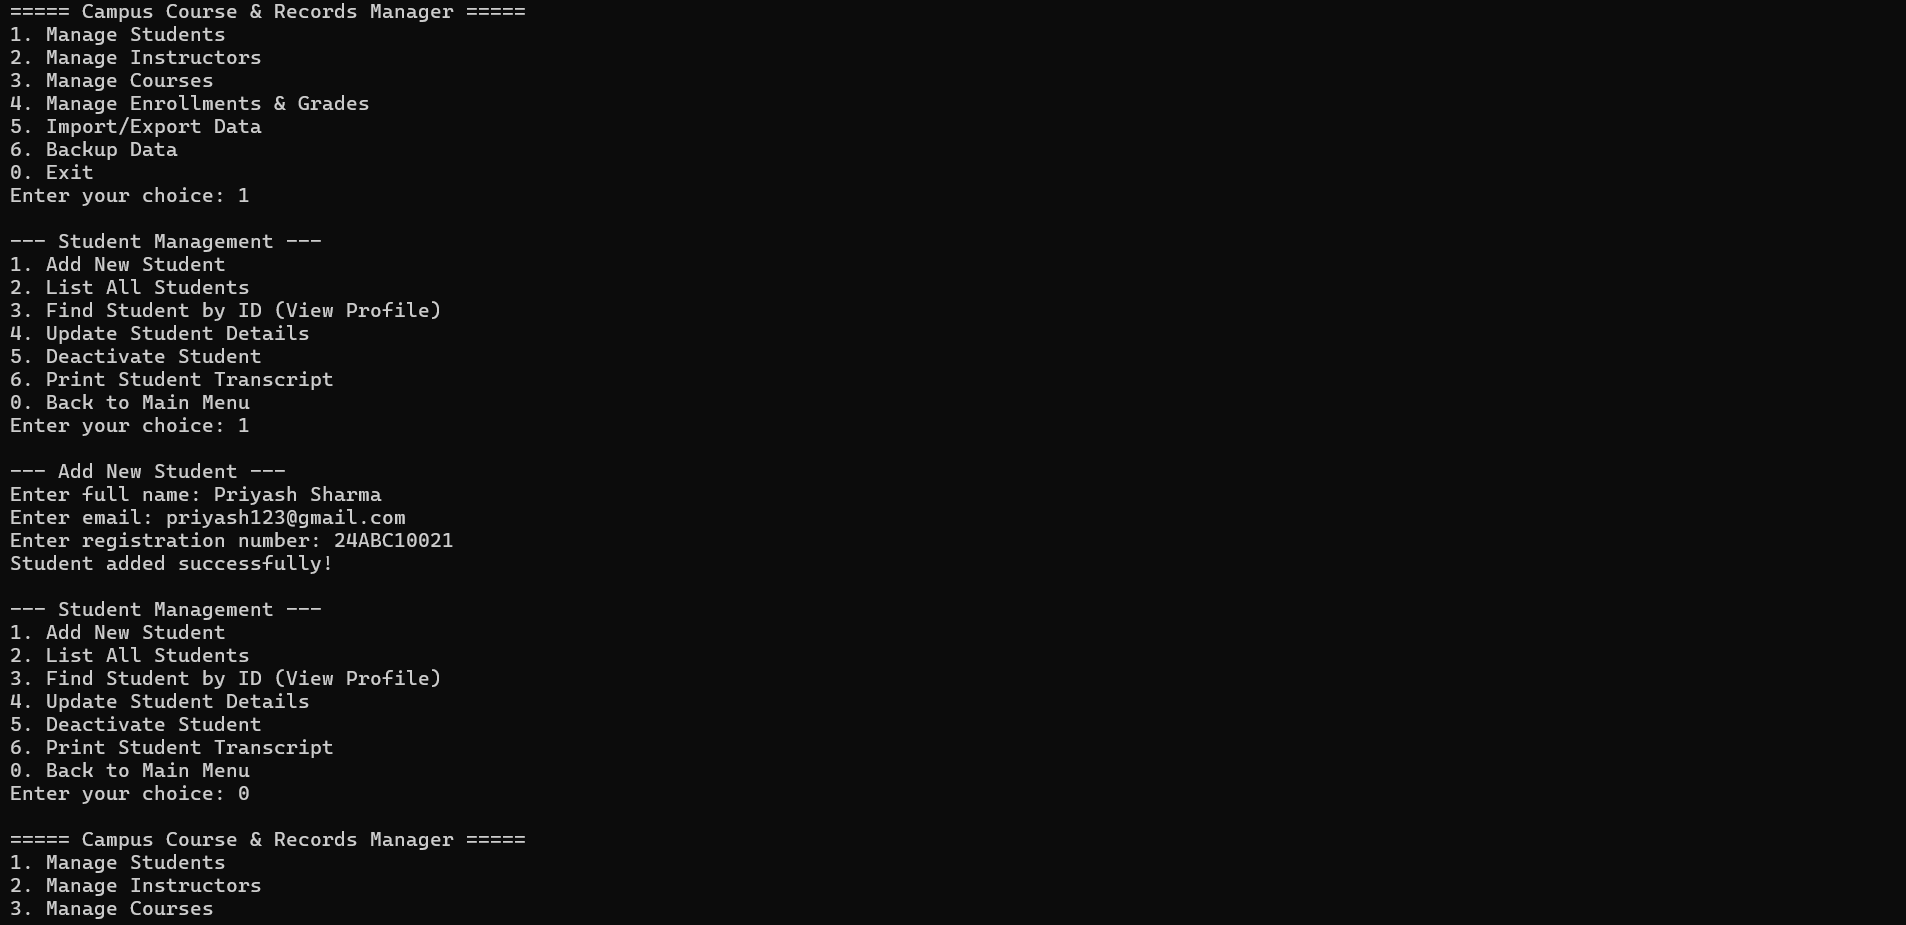 ===== Campus Course & Records Manager =====
1. Manage Students
2. Manage Instructors
3. Manage Courses
4. Manage Enrollments & Grades
5. Import/Export Data
6. Backup Data
0. Exit
Enter your choice: 1

--- Student Management ---
1. Add New Student
2. List All Students
3. Find Student by ID (View Profile)
4. Update Student Details
5. Deactivate Student
6. Print Student Transcript
0. Back to Main Menu
Enter your choice: 1

--- Add New Student ---
Enter full name: Priyash Sharma
Enter email: priyash123@gmail.com
Enter registration number: 24ABC10021
Student added successfully!

--- Student Management ---
1. Add New Student
2. List All Students
3. Find Student by ID (View Profile)
4. Update Student Details
5. Deactivate Student
6. Print Student Transcript
0. Back to Main Menu
Enter your choice: 0

===== Campus Course & Records Manager =====
1. Manage Students
2. Manage Instructors
3. Manage Courses